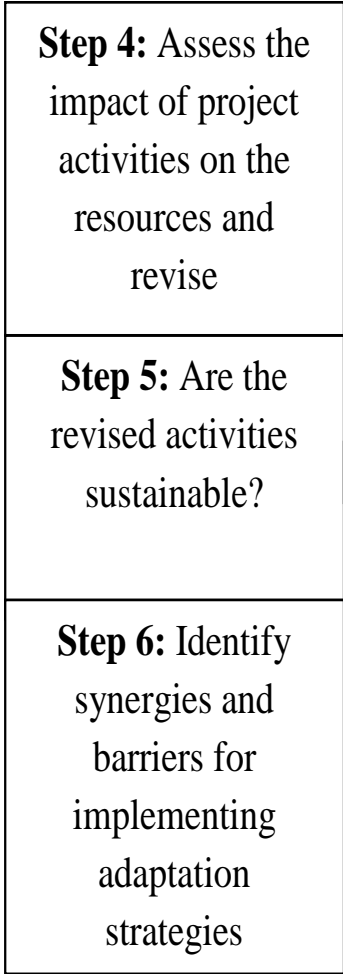 Step 4: Assess the
impact of project
activities on the
resources and
revise
Step 5: Are the
revised activities
sustainable?
Step 6: Identify
synergies and
barriers for
implementing
adaptation
strategies